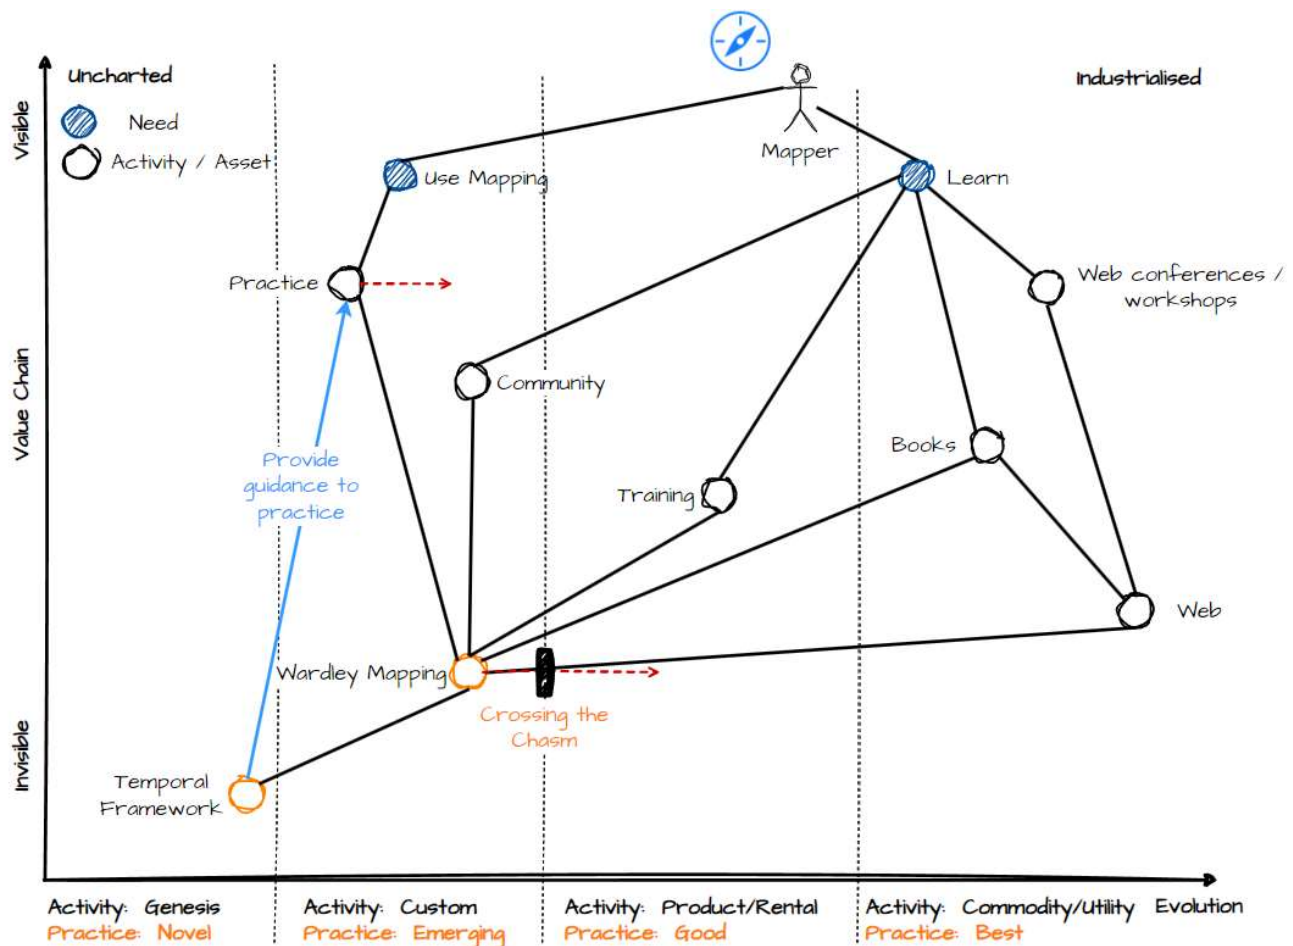 Uncharted
Industrialised
Visible
Need
Activity / Asset
Mapper
Use Mapping
Learn
Practice
Web conferences /
workshops
Value Chain
Community
Books
Provide
guidance to
practice
Training
Web
Wardley Mapping
Crossing the
Chasm
Invisible
Temporal
Framework
Activity: Genesis
Practice: Novel
Activity: Custom
Practice: Emerging
Activity: Product/Rental
Practice: Good
Activity: Commodity/Utility
Practice: Best
Evolution